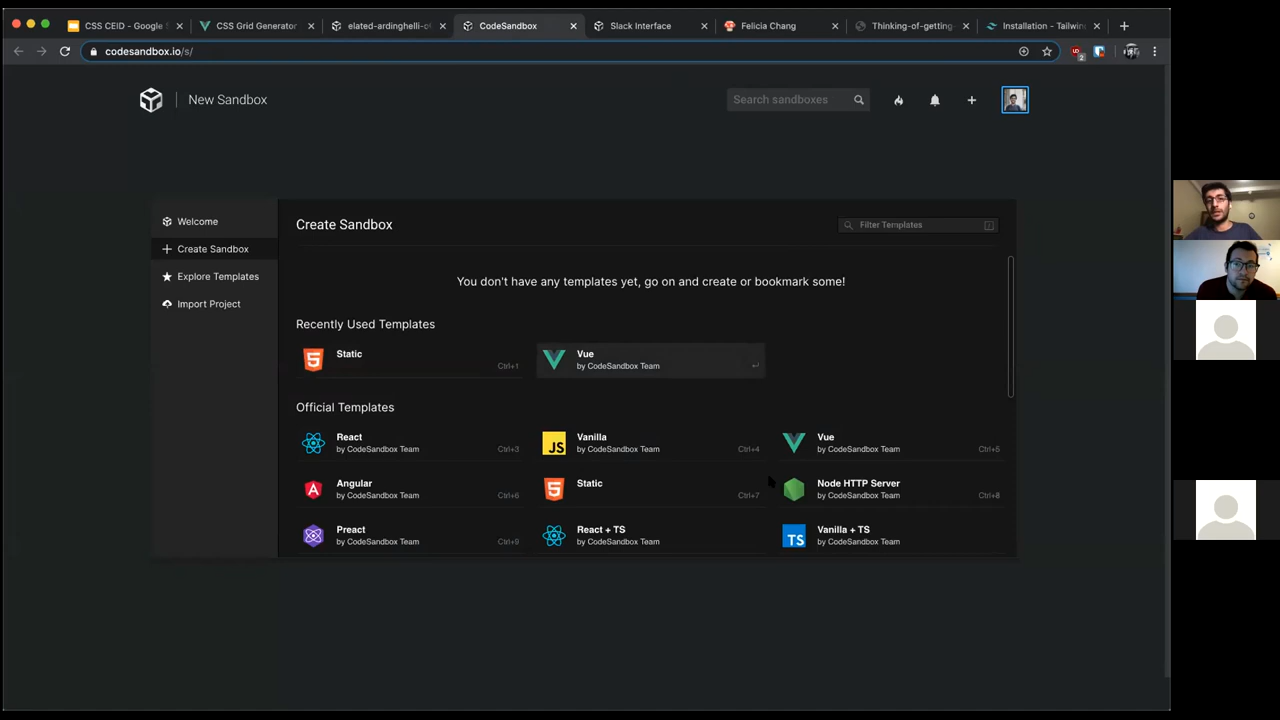 CSS CEID - Google S
CSS Grid Generator
elated-ardinghelli-c
CodeSandbox
Slack Interface
Felicia Chang
Thinking-of-getting
Installation - Tailwin
codesandbox.io/s/
2
New Sandbox
Search sandboxes
Welcome
Create Sandbox
Explore Templates
Import Project
Create Sandbox
Filter Templates
You don't have any templates yet, go on and create or bookmark some!
Recently Used Templates
Static
Ctrl+1
Vue
by CodeSandbox Team
Official Templates
React
by CodeSandbox Team
Ctrl+3
Vanilla
by CodeSandbox Team
Ctrl+4
Vue
by CodeSandbox Team
Ctrl+5
Angular
by CodeSandbox Team
Ctrl+6
Static
Ctrl+7
Node HTTP Server
by CodeSandbox Team
Ctrl+8
Preact
by CodeSandbox Team
Ctrl+9
React + TS
by CodeSandbox Team
Vanilla + TS
by CodeSandbox Team